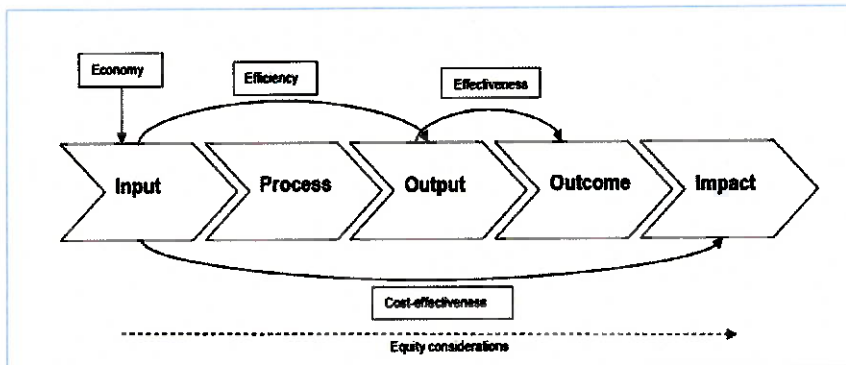 Economy
Efficiency
Effectiveness
Input
Process
Output
Outcome
Impact
Cost-effectiveness
Equity considerations